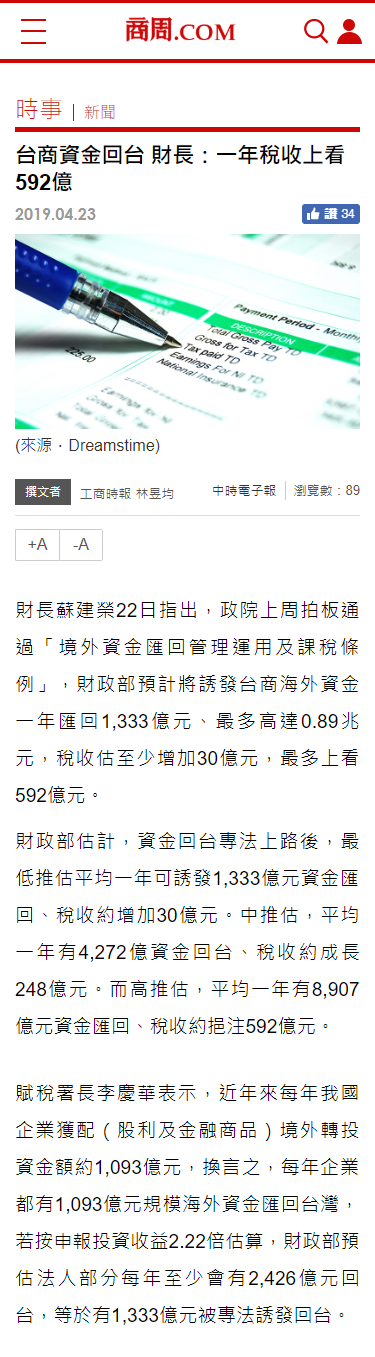 商周.COM
時事 | 新聞
台商資金回台 財長：一年稅收上看
592億
2019.04.23
讚 34
AMOUNT
225.00
Payment Period - Month
DESCRIPTION
Total Gross Pay TD
Gross for Tax TD
Tax paid TD
Earnings For NI TD
National Insurance TD
(來源．Dreamstime)
撰文者 工商時報 林昱均 中時電子報 | 瀏覽數：89
+A -A
財長蘇建榮22日指出，政院上周拍板通
過「境外資金匯回管理運用及課稅條
例」，財政部預計將誘發台商海外資金
一年匯回1,333億元、最多高達0.89兆
元，稅收估至少增加30億元，最多上看
592億元。
財政部估計，資金回台專法上路後，最
低推估平均一年可誘發1,333億元資金匯
回、稅收約增加30億元。中推估，平均
一年有4,272億資金回台、稅收約成長
248億元。而高推估，平均一年有8,907
億元資金匯回、稅收約挹注592億元。
賦稅署長李慶華表示，近年來每年我國
企業獲配（股利及金融商品）境外轉投
資金額約1,093億元，換言之，每年企業
都有1,093億元規模海外資金匯回台灣，
若按申報投資收益2.22倍估算，財政部預
估法人部分每年至少會有2,426億元回
台，等於有1,333億元被專法誘發回台。